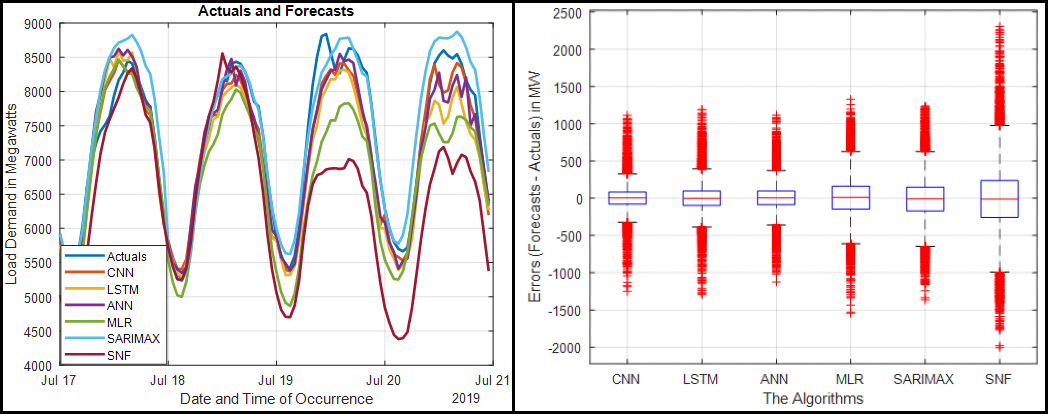 Actuals and Forecasts
Load Demand in Megawatts
9000
8500
8000
7500
7000
6500
6000
5500
5000
4500
4000
Actuals
CNN
LSTM
ANN
MLR
SARIMAX
SNF
Jul 17
Jul 18
Jul 19
Jul 20
Jul 21
Date and Time of Occurrence
2019
Errors (Forecasts - Actuals) in MW
2500
2000
1500
1000
500
0
-500
-1000
-1500
-2000
CNN
LSTM
ANN
MLR
SARIMAX
SNF
The Algorithms